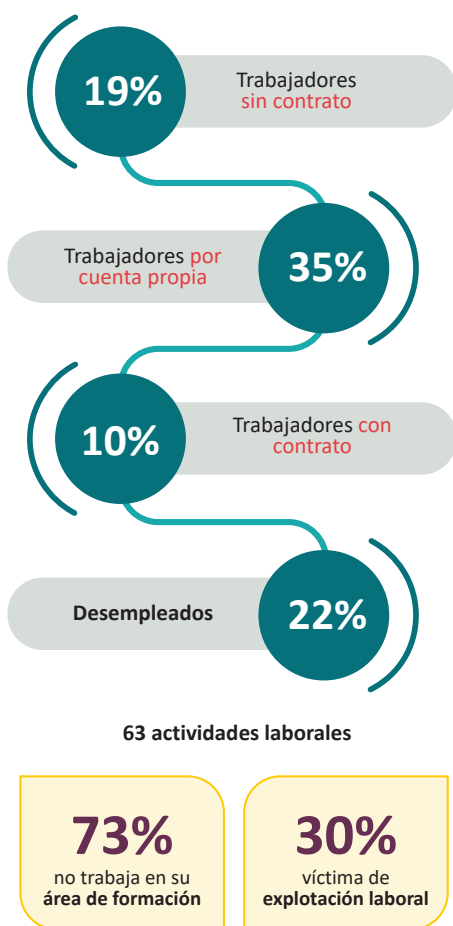 19%
Trabajadores
sin contrato
Trabajadores por
cuenta propia
35%
10%
Trabajadores con
contrato
Desempleados
22%
63 actividades laborales
73%
no trabaja en su
área de formación
30%
víctima de
explotación laboral